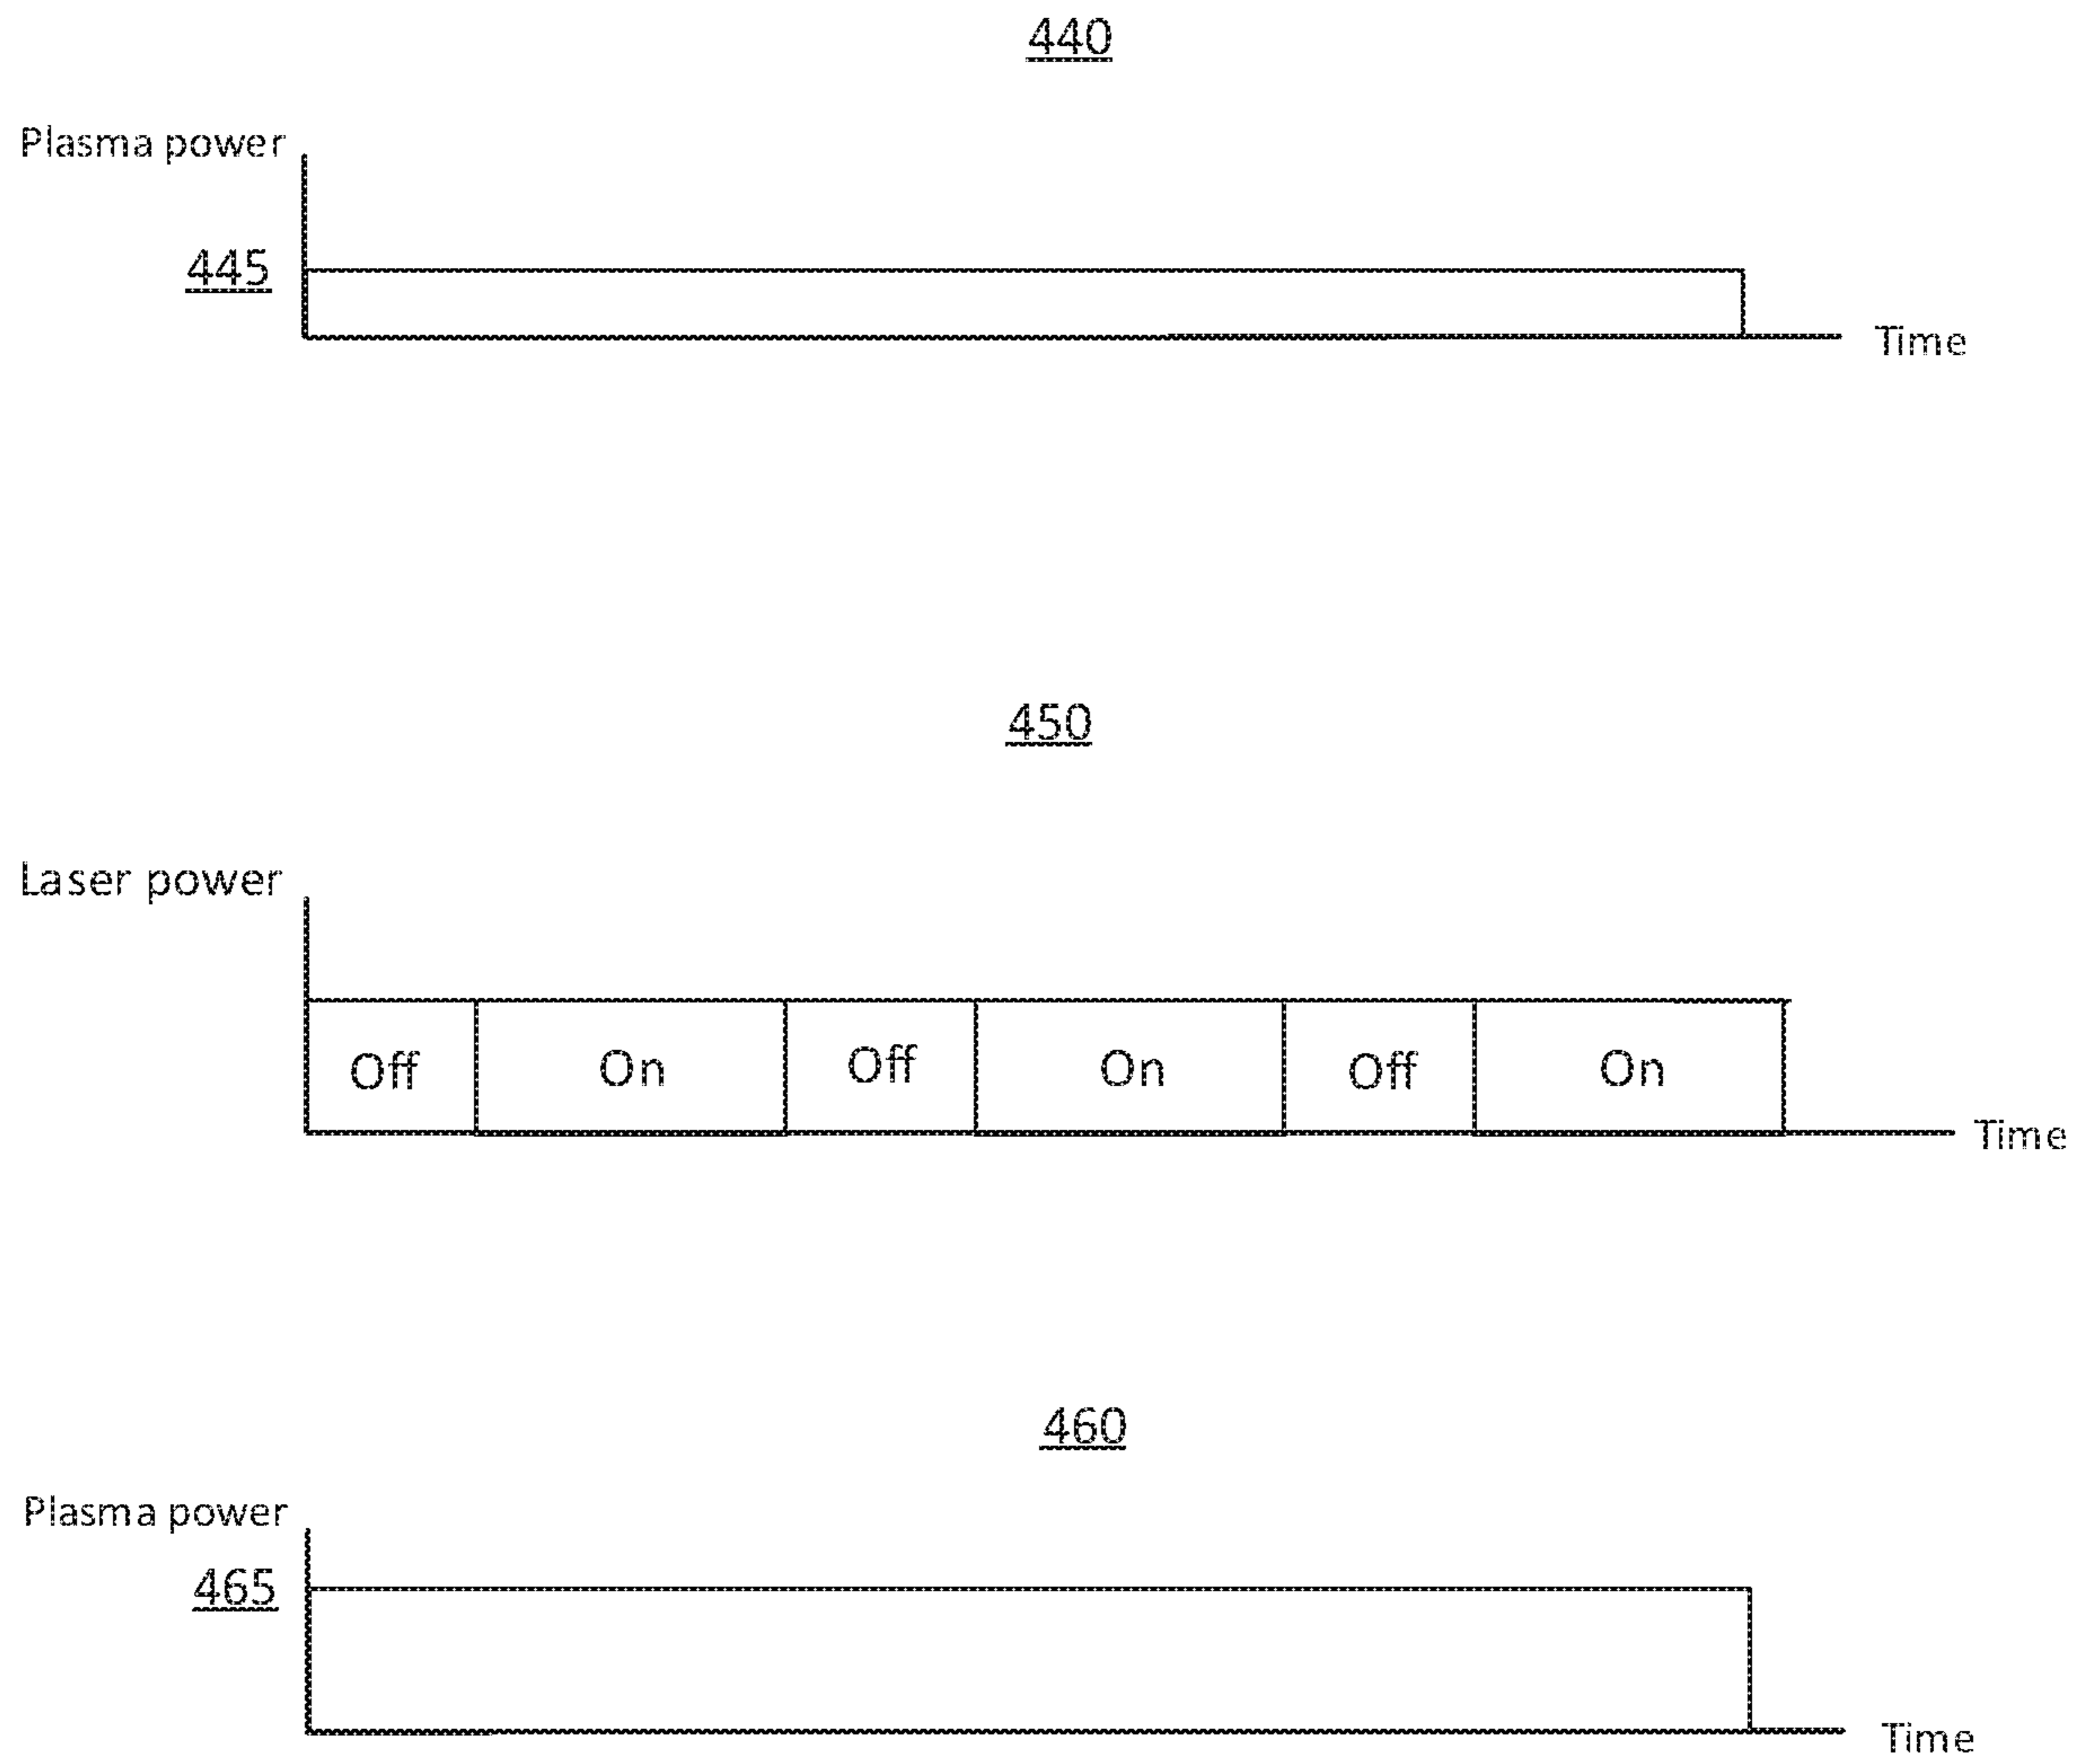 440
Plasma power
445
Time
450
Laser power
Off On Off On Off On
Time
460
Plasma power
465
Time